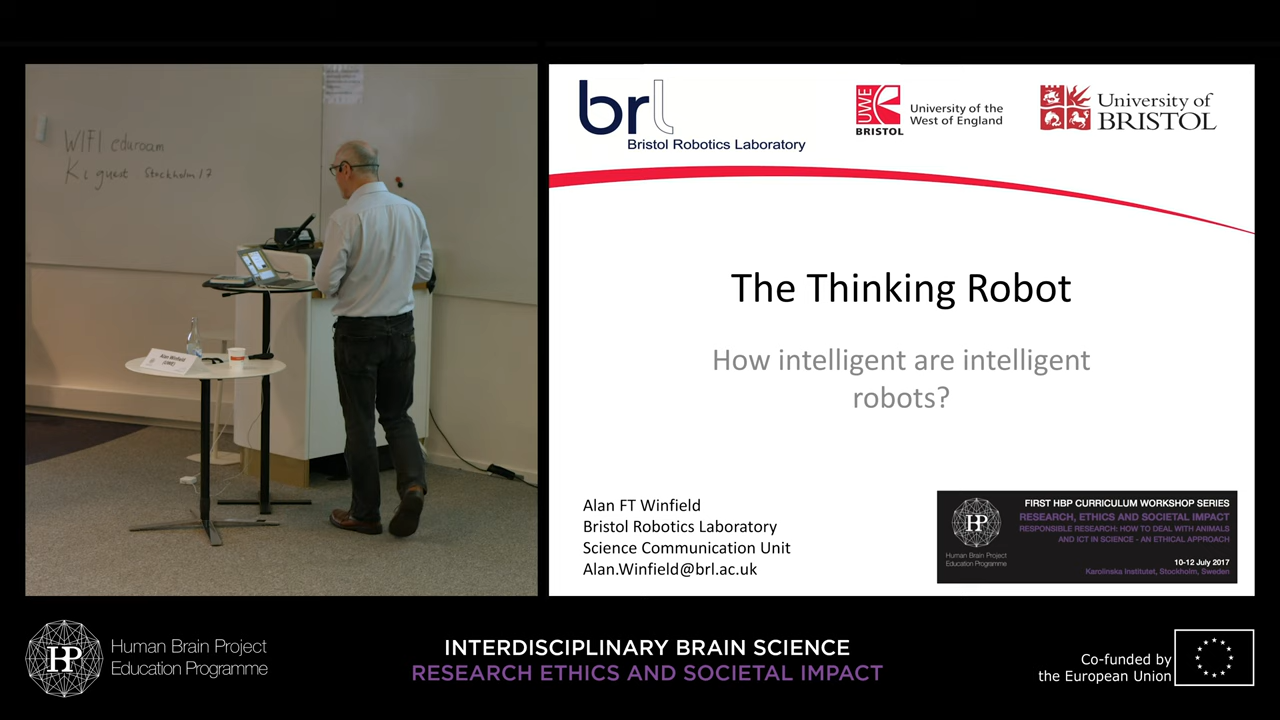 WIFI eduroam
Ki guest Stockholm17
Alan Winfield
brl
Bristol Robotics Laboratory
UWE
BRISTOL
University of the
West of England
University of
BRISTOL
The Thinking Robot
How intelligent are intelligent
robots?
Alan FT Winfield
Bristol Robotics Laboratory
Science Communication Unit
Alan.Winfield@brl.ac.uk
HP
Human Brain Project
Education Programme
FIRST HBP CURRICULUM WORKSHOP SERIES
RESEARCH, ETHICS AND SOCIETAL IMPACT
RESPONSIBLE RESEARCH: HOW TO DEAL WITH ANIMALS
AND ICT IN SCIENCE - AN ETHICAL APPROACH
10-12 July 2017
Karolinska Institutet, Stockholm, Sweden
HP
Human Brain Project
Education Programme
INTERDISCIPLINARY BRAIN SCIENCE
RESEARCH ETHICS AND SOCIETAL IMPACT
Co-funded by
the European Union